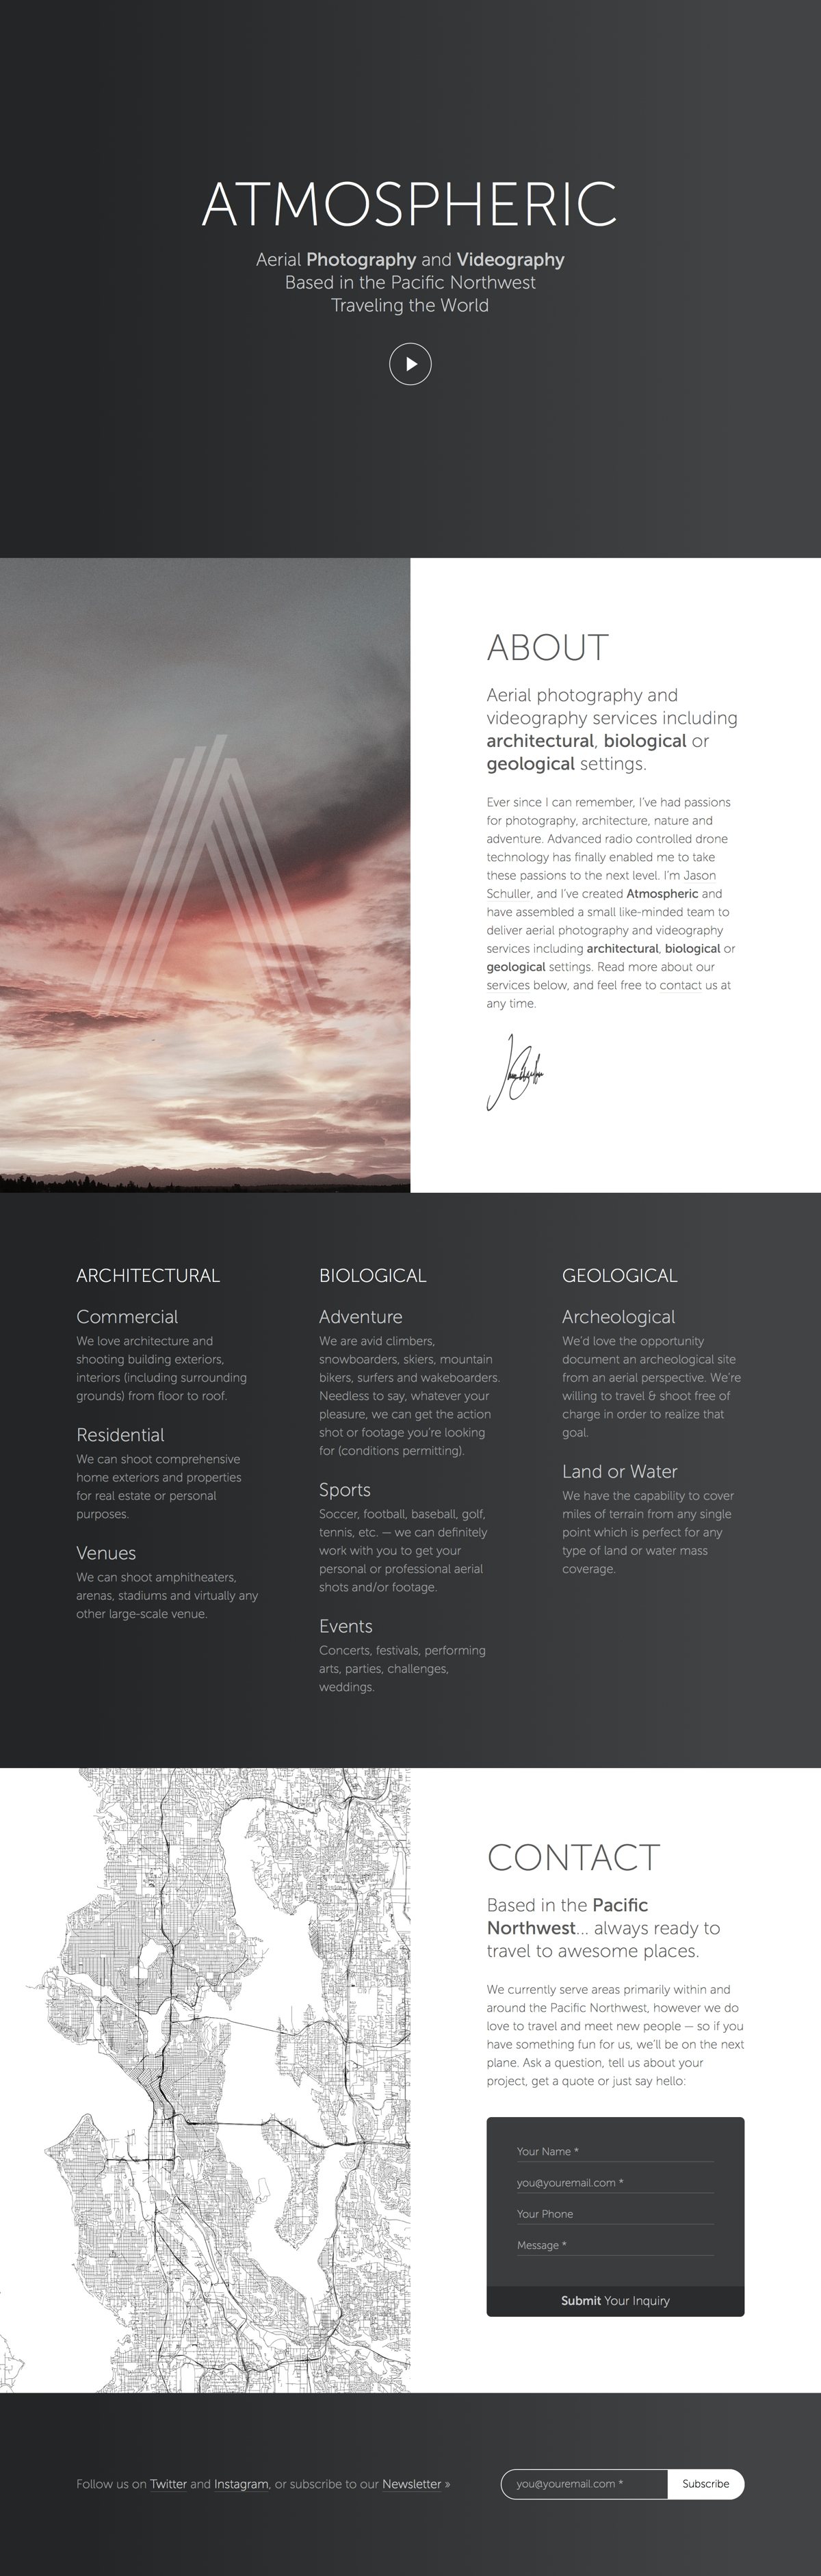 ATMOSPHERIC
Aerial Photography and Videography
Based in the Pacific Northwest
Traveling the World
ABOUT
Aerial photography and
videography services including
architectural, biological or
geological settings.
Ever since I can remember, I've had passions
for photography, architecture, nature and
adventure. Advanced radio controlled drone
technology has finally enabled me to take
these passions to the next level. I'm Jason
Schuller, and I've created Atmospheric and
have assembled a small like-minded team to
deliver aerial photography and videography
services including architectural, biological or
geological settings. Read more about our
services below, and feel free to contact us at
any time.
ARCHITECTURAL
Commercial
We love architecture and
shooting building exteriors,
interiors (including surrounding
grounds) from floor to roof.
Residential
We can shoot comprehensive
home exteriors and properties
for real estate or personal
purposes.
Venues
We can shoot amphitheaters,
arenas, stadiums and virtually any
other large-scale venue.
BIOLOGICAL
Adventure
We are avid climbers,
snowboarders, skiers, mountain
bikers, surfers and wakeboarders.
Needless to say, whatever your
pleasure, we can get the action
shot or footage you're looking
for (conditions permitting).
Sports
Soccer, football, baseball, golf,
tennis, etc. — we can definitely
work with you to get your
personal or professional aerial
shots and/or footage.
Events
Concerts, festivals, performing
arts, parties, challenges,
weddings.
GEOLOGICAL
Archeological
We'd love the opportunity
document an archeological site
from an aerial perspective. We're
willing to travel & shoot free of
charge in order to realize that
goal.
Land or Water
We have the capability to cover
miles of terrain from any single
point which is perfect for any
type of land or water mass
coverage.
CONTACT
Based in the Pacific
Northwest... always ready to
travel to awesome places.
We currently serve areas primarily within and
around the Pacific Northwest, however we do
love to travel and meet new people — so if you
have something fun for us, we'll be on the next
plane. Ask a question, tell us about your
project, get a quote or just say hello:
Your Name *
you@youremail.com *
Your Phone
Message *
Submit Your Inquiry
Follow us on Twitter and Instagram, or subscribe to our Newsletter »
you@youremail.com *
Subscribe